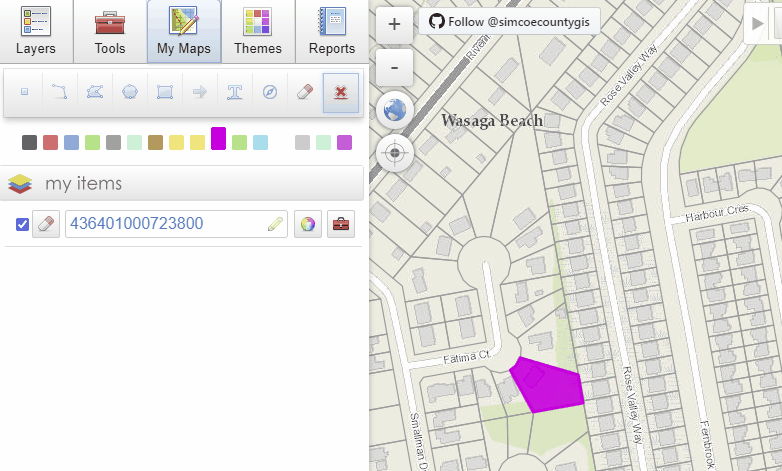 Layers
Tools
My Maps
Themes
Reports
T
my items
436401000723800
+
-
Follow @simcoecountygis
Wasaga Beach
Rose Valley Way
Harbour Cres
Fatima Ct.
Rose Valley Way
Smallman D
Fernbrook